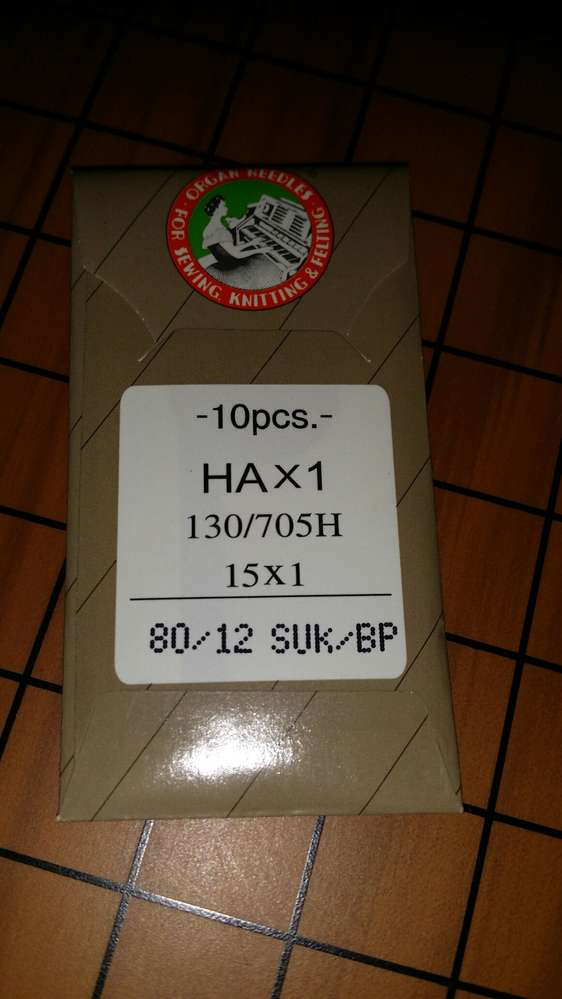 ORGAN NEEDLES
FOR SEWING, KNITTING & FELTING
-10pcs.-
HA×1
130/705H
15x1
80/12 SUK/BP